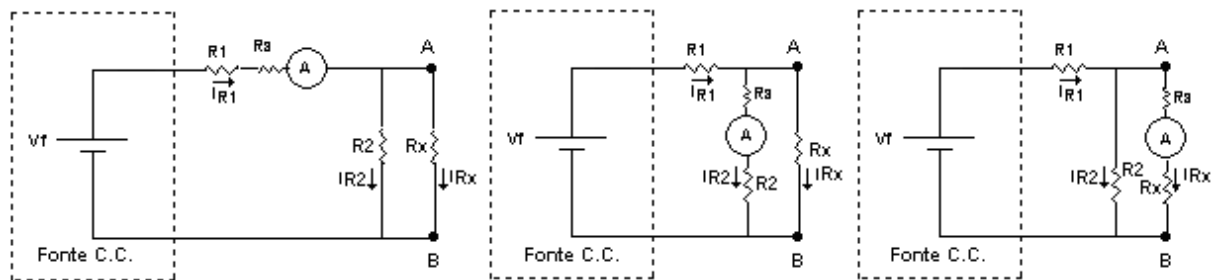 R1 Ra A
IR1
A
Vf
R2 Rx
IR2 IRx
Fonte C.C.
B
R1
A
IR1
Ra
A
Vf
Rx
IR2 R2 IRx
Fonte C.C.
B
R1
A
IR1
Ra
A
Vf
IR2 R2 Rx IRx
Fonte C.C.
B